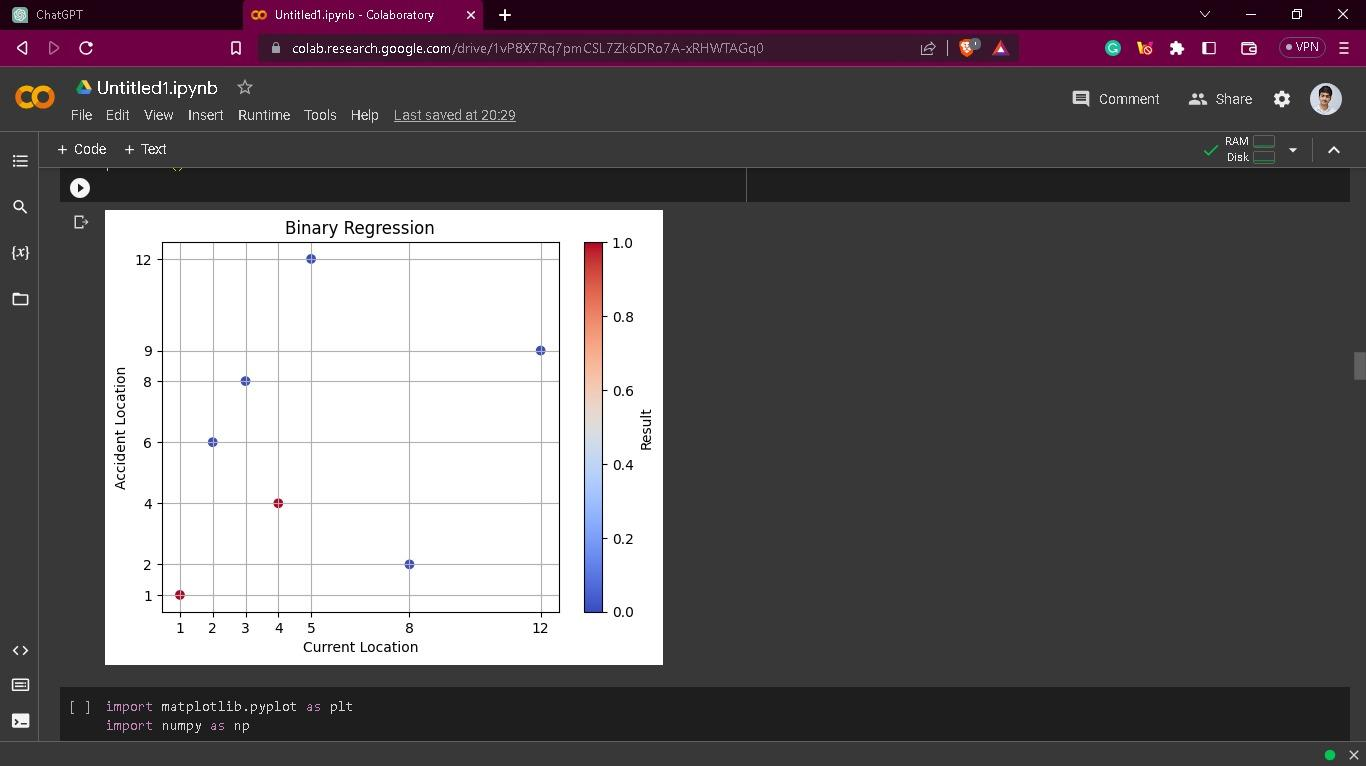 ChatGPT
Untitled1.ipynb - Colaboratory
colab.research.google.com/drive/1vP8X7Rq7pmCSL7Zk6DRo7A-xRHWTAGq0
VPN
Untitled1.ipynb
File Edit View Insert Runtime Tools Help Last saved at 20:29
Comment Share
+ Code + Text
RAM
Disk
{x}
Binary Regression
12
9
8
6
4
2
1
Accident Location
1 2 3 4 5 8 12
Current Location
1.0
0.8
0.6
0.4
0.2
0.0
Result
[ ] import matplotlib.pyplot as plt
import numpy as np